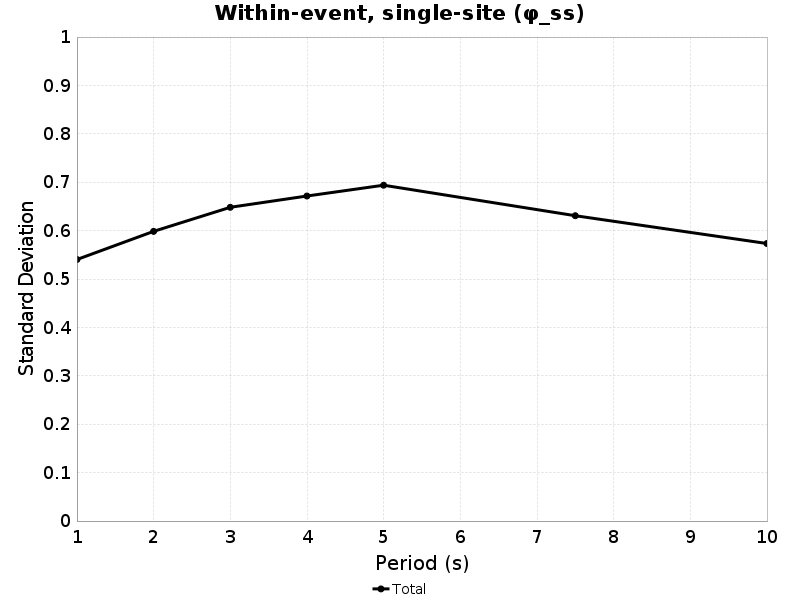 Within-event, single-site (φ_ss)
1
0.9
0.8
0.7
0.6
0.5
0.4
0.3
0.2
0.1
0
Standard Deviation
1 2 3 4 5 6 7 8 9 10
Period (s)
Total